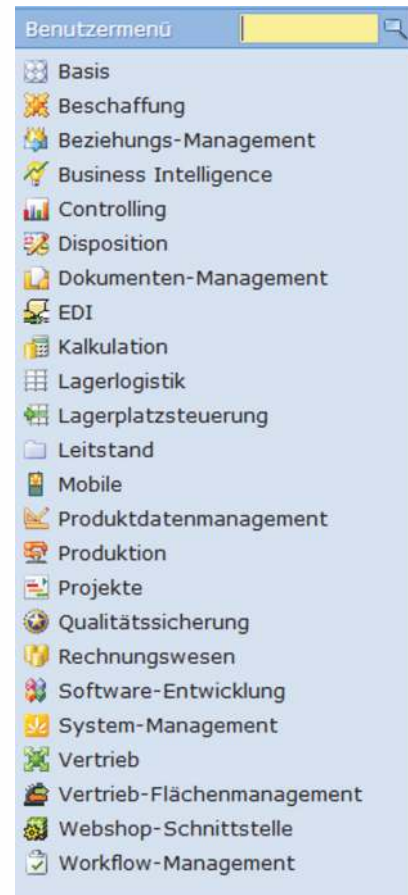 Benutzermenü
Basis
Beschaffung
Beziehungs-Management
Business Intelligence
Controlling
Disposition
Dokumenten-Management
EDI
Kalkulation
Lagerlogistik
Lagerplatzsteuerung
Leitstand
Mobile
Produktdatenmanagement
Produktion
Projekte
Qualitätssicherung
Rechnungswesen
Software-Entwicklung
System-Management
Vertrieb
Vertrieb-Flächenmanagement
Webshop-Schnittstelle
Workflow-Management